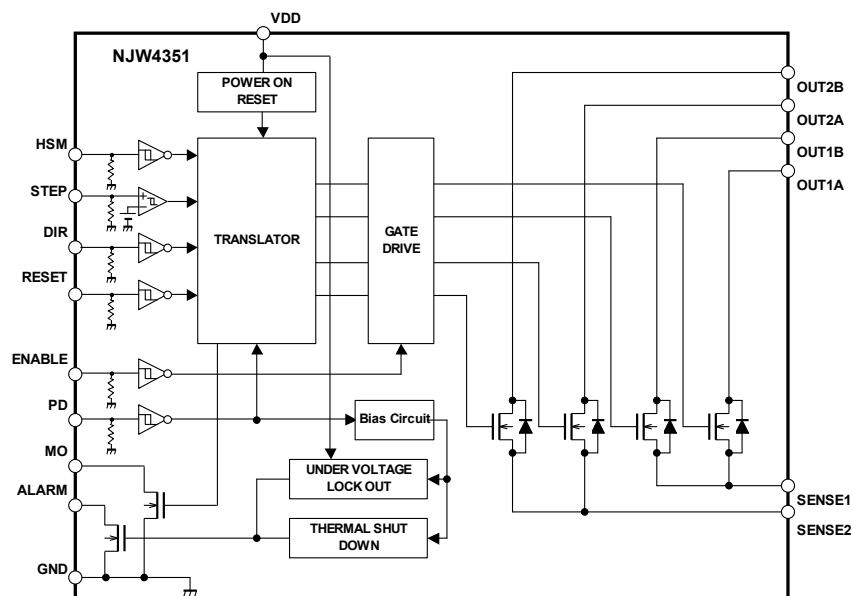 VDD
NJW4351
POWER ON
RESET
OUT2B
OUT2A
OUT1B
OUT1A
HSM
STEP
DIR
RESET
TRANSLATOR
GATE
DRIVE
ENABLE
PD
Bias Circuit
MO
UNDER VOLTAGE
LOCK OUT
ALARM
THERMAL SHUT
DOWN
SENSE1
SENSE2
GND